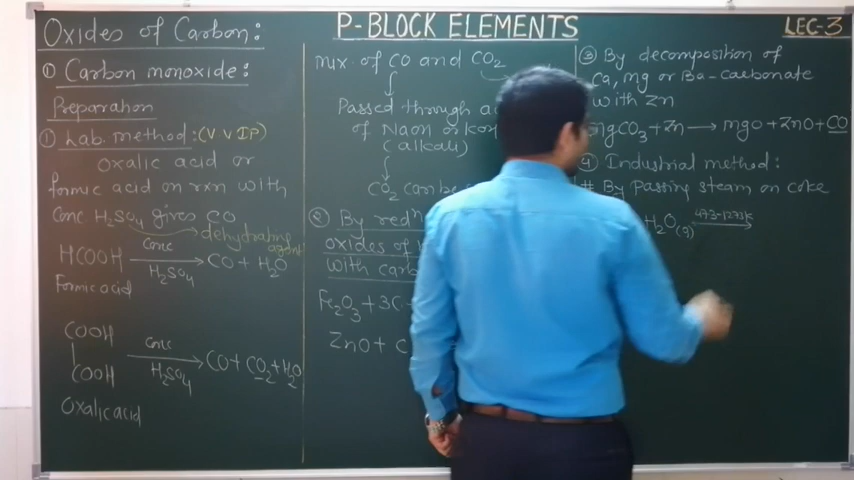 P-BLOCK ELEMENTS
LEC-3
Oxides of Carbon:
① Carbon monoxide:
Preparation
① Lab. method: (V V IP)
Oxalic acid or
formic acid on rxn with
Conc H₂SO₄ gives CO
dehydrating
agent
HCOOH —Conc H₂SO₄→ CO + H₂O
Formic acid
COOH
|
COOH —Conc H₂SO₄→ CO + CO₂ + H₂O
Oxalic acid
mix. of CO and CO₂
Passed through
of NaOH or KOH
(alkali)
CO₂ can be
② By redⁿ
oxides of
with carb
Fe₂O₃ + 3C
ZnO + C
③ By decomposition of
Ca, Mg or Ba-carbonate
with Zn
MgCO₃ + Zn → MgO + ZnO + CO
④ Industrial method:
# By Passing steam on coke
H₂O(g) —473-1273K→